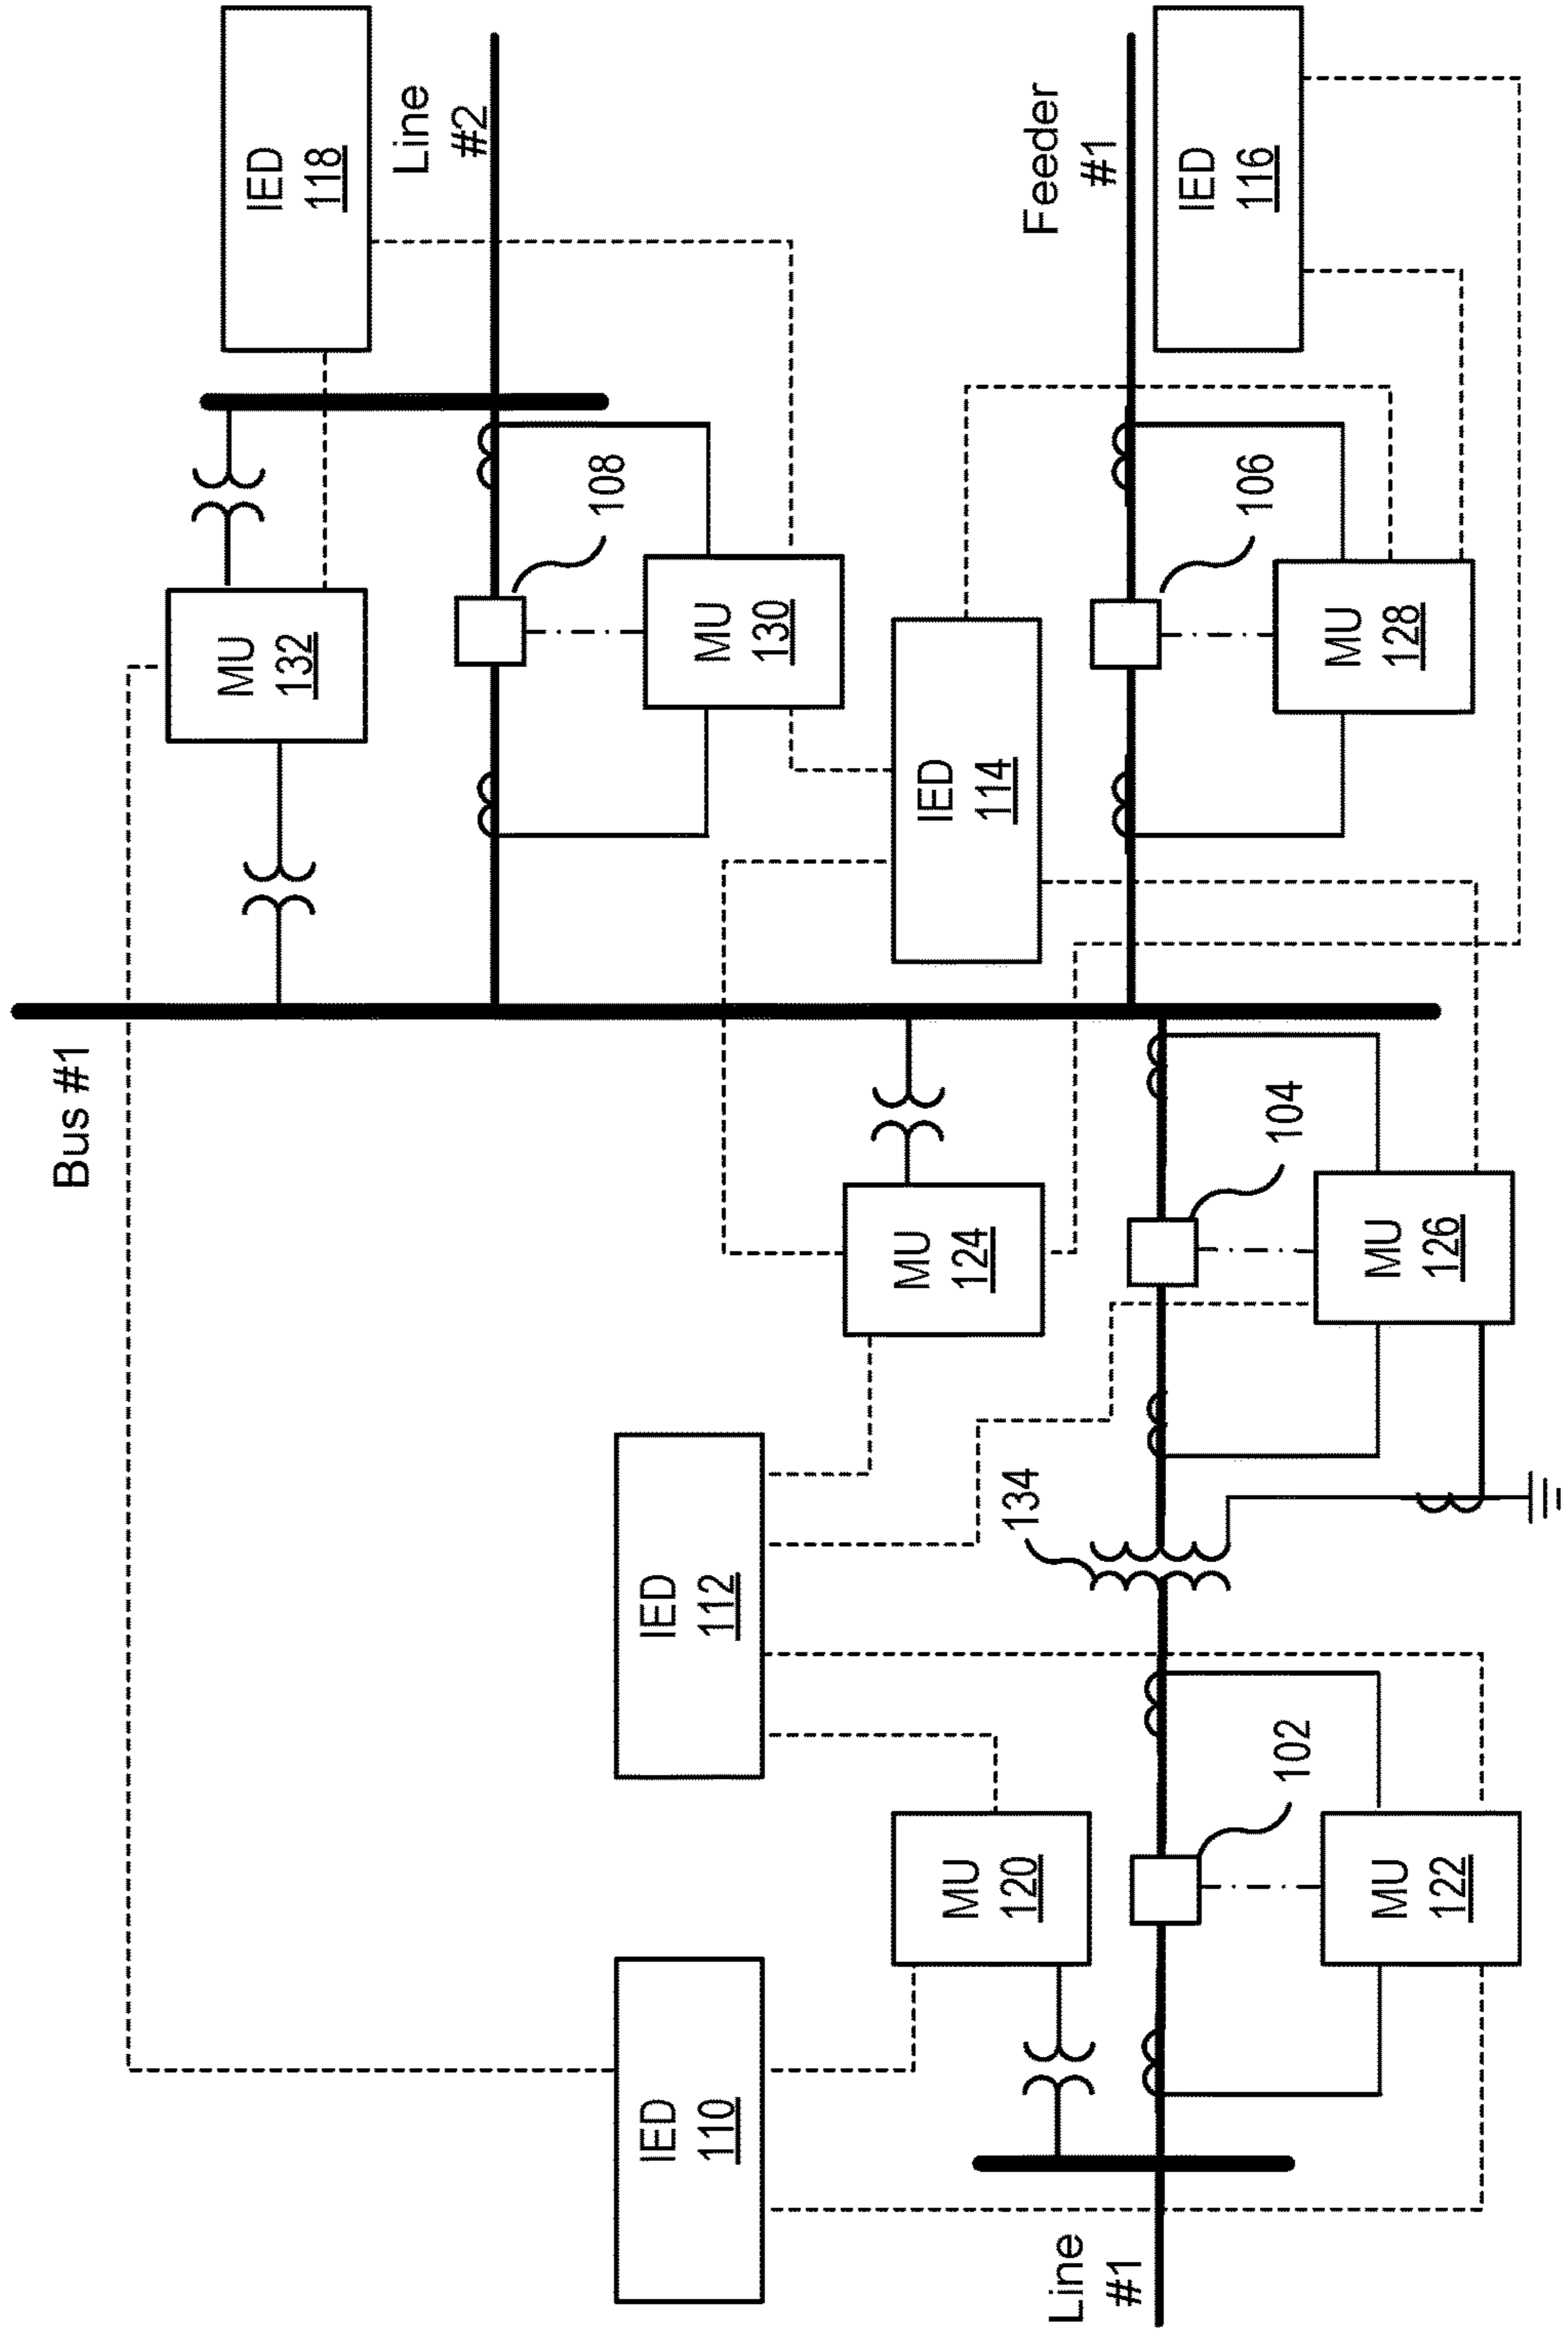 Bus #1
IED
118
Line
#2
MU
132
108
MU
130
IED
114
Feeder
#1
IED
116
106
MU
128
MU
124
104
MU
126
IED
112
134
IED
110
MU
120
102
MU
122
Line
#1